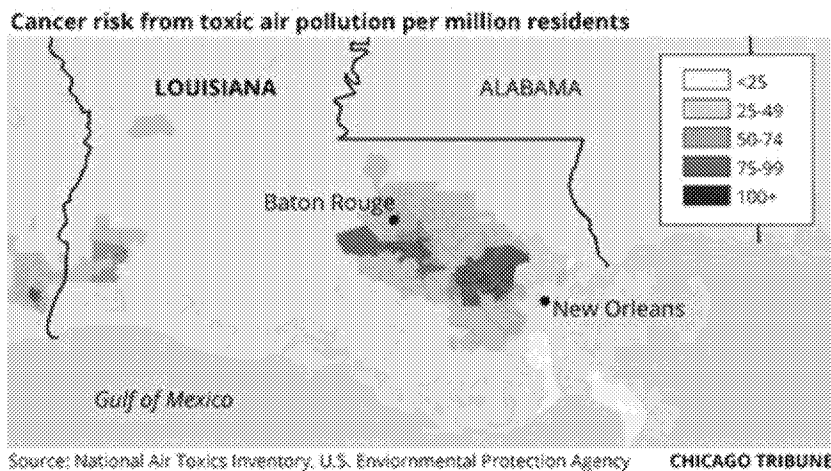 Cancer risk from toxic air pollution per million residents
LOUISIANA
ALABAMA
<25
25-49
50-74
75-99
100+
Baton Rouge
New Orleans
Gulf of Mexico
Source: National Air Toxics Inventory, U.S. Enviornmental Protection Agency
CHICAGO TRIBUNE